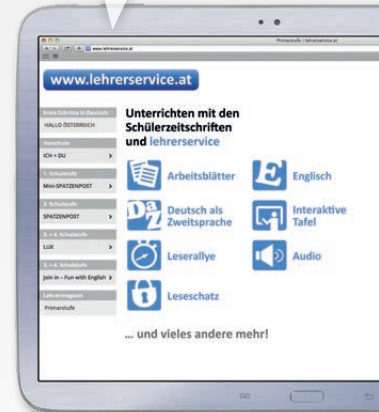 Primarstufe | lehrerservice.at
www.lehrerservice.at
www.lehrerservice.at
Erste Schritte in Deutsch
HALLO ÖSTERREICH
Vorschule
ICH + DU
1. Schulstufe
Mini-SPATZENPOST
2. Schulstufe
SPATZENPOST
3. + 4. Schulstufe
LUX
3. + 4. Schulstufe
Join in – Fun with English
Lehrermagazin
Primarstufe
Unterrichten mit den
Schülerzeitschriften
und lehrerservice
Arbeitsblätter
E
Englisch
DaZ
Deutsch als
Zweitsprache
Interaktive
Tafel
Leserallye
Audio
Leseschatz
... und vieles andere mehr!